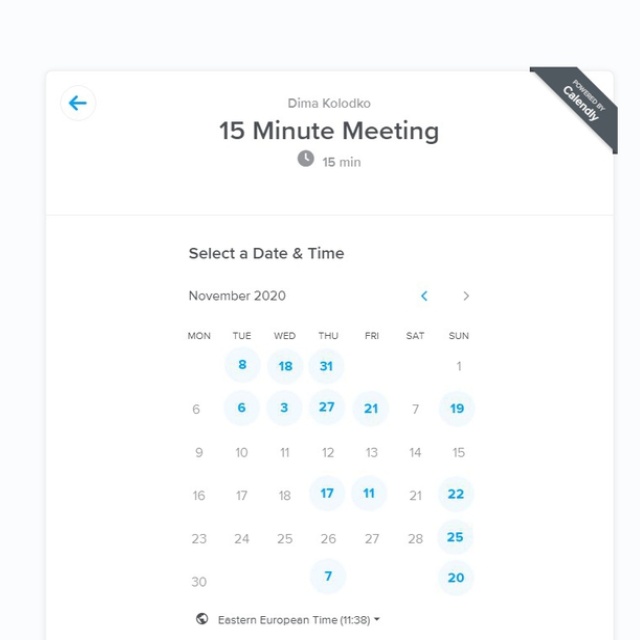 POWERED BY
Calendly
Dima Kolodko
15 Minute Meeting
15 min
Select a Date & Time
November 2020
MON TUE WED THU FRI SAT SUN
8 18 31 1
6 6 3 27 21 7 19
9 10 11 12 13 14 15
16 17 18 17 11 21 22
23 24 25 26 27 28 25
30 7 20
Eastern European Time (11:38)